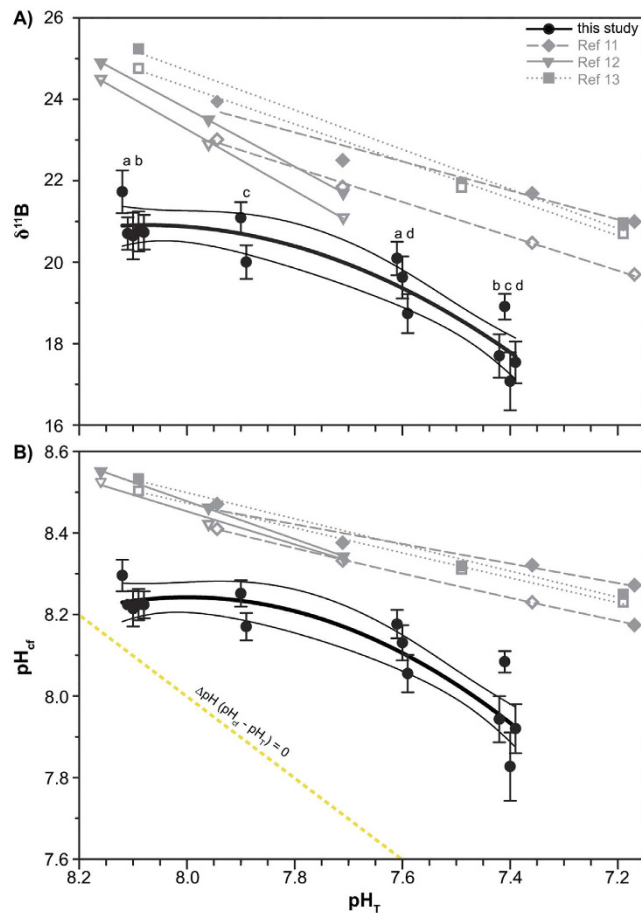 A)
this study
Ref 11
Ref 12
Ref 13
26
24
22
20
18
16
δ¹¹B
a b
c
a d
b c d
B)
8.6
8.4
8.2
8.0
7.8
7.6
pHcf
ΔpH (pHcf - pHT) = 0
8.2
8.0
7.8
7.6
7.4
7.2
pHT